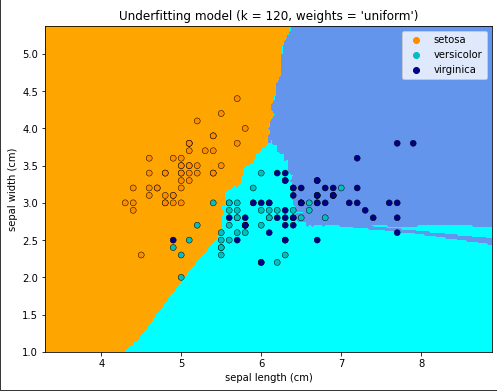 Underfitting model (k = 120, weights = 'uniform')
setosa
versicolor
virginica
sepal width (cm)
5.0
4.5
4.0
3.5
3.0
2.5
2.0
1.5
1.0
4 5 6 7 8
sepal length (cm)